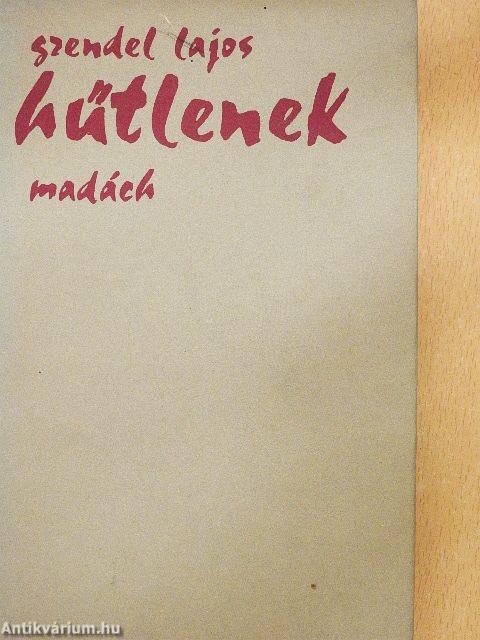 grendel lajos
hűtlenek
madách
Antikvárium.hu